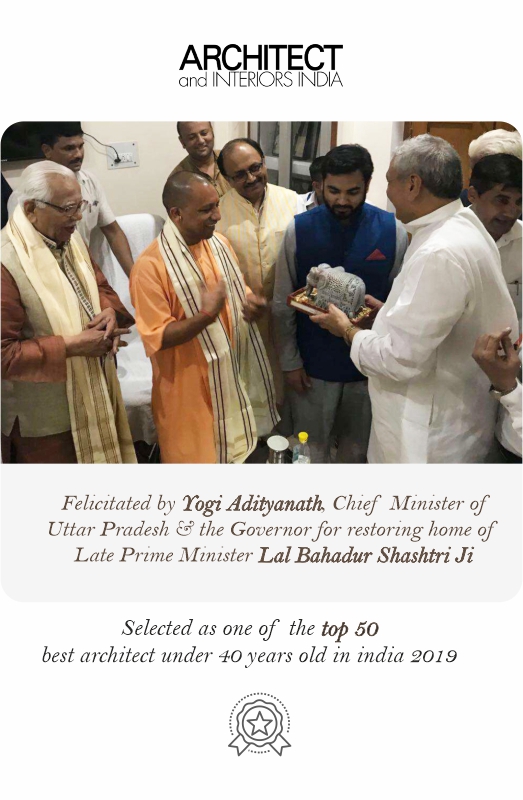 ARCHITECT
and INTERIORS INDIA
Felicitated by Yogi Adityanath, Chief Minister of
Uttar Pradesh & the Governor for restoring home of
Late Prime Minister Lal Bahadur Shashtri Ji
Selected as one of the top 50
best architect under 40 years old in india 2019